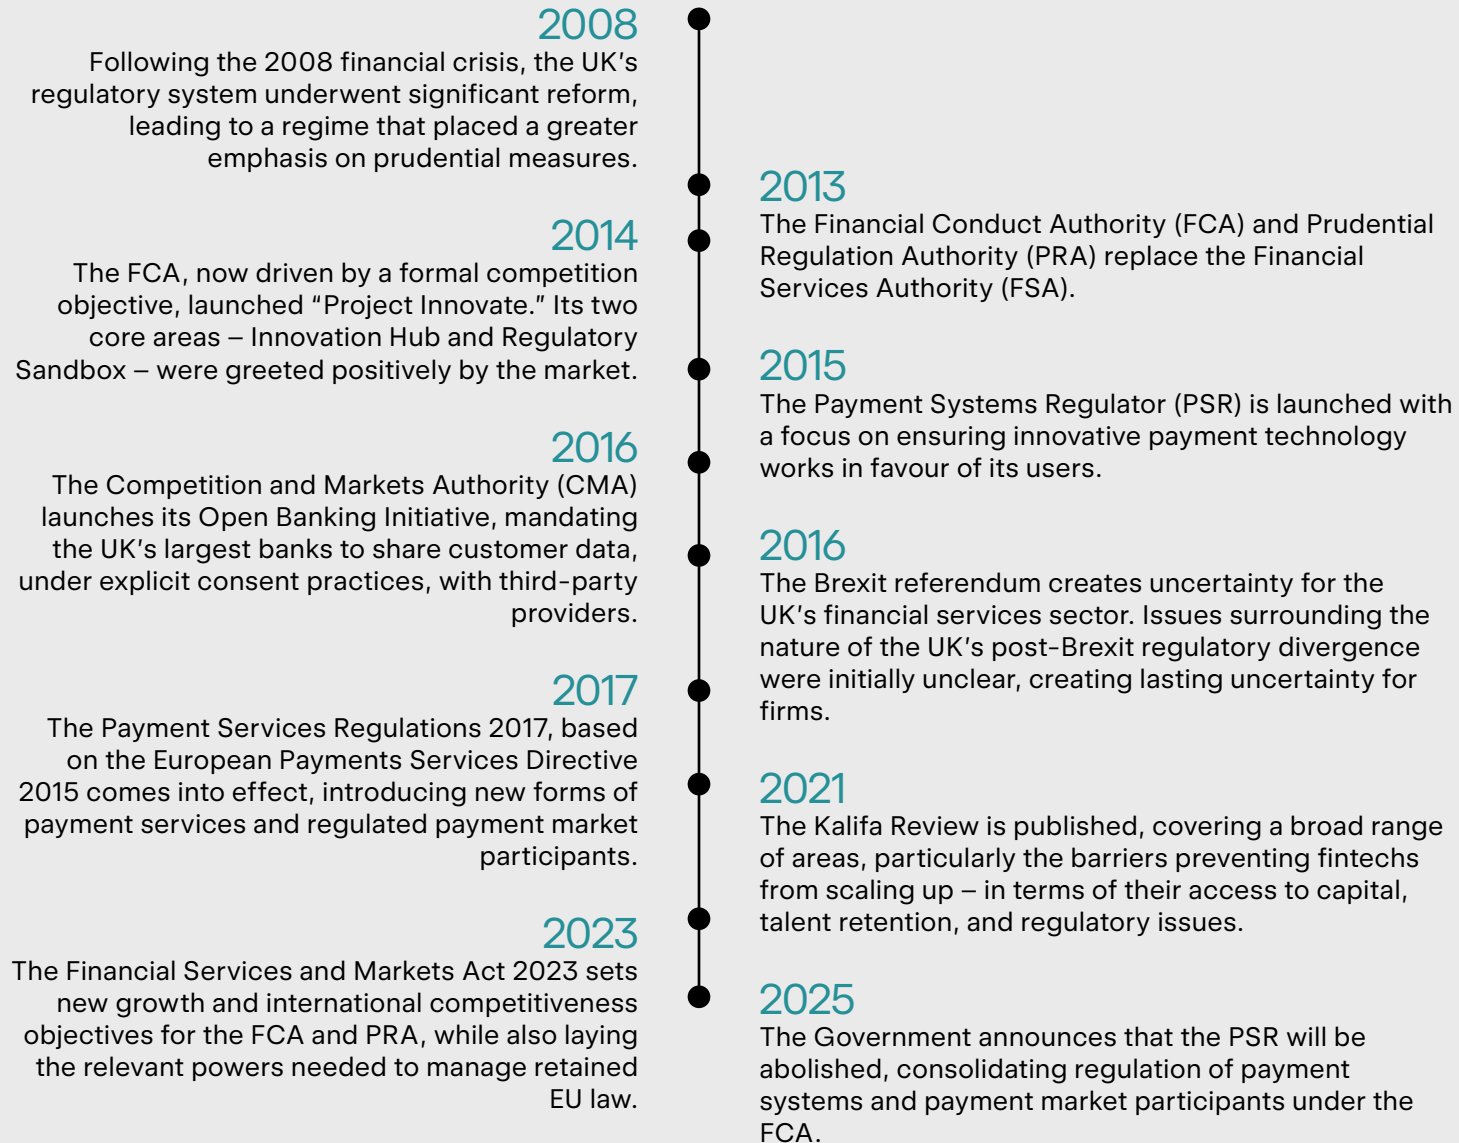 2008
Following the 2008 financial crisis, the UK's
regulatory system underwent significant reform,
leading to a regime that placed a greater
emphasis on prudential measures.
2013
The Financial Conduct Authority (FCA) and Prudential
Regulation Authority (PRA) replace the Financial
Services Authority (FSA).
2014
The FCA, now driven by a formal competition
objective, launched “Project Innovate.” Its two
core areas – Innovation Hub and Regulatory
Sandbox – were greeted positively by the market.
2015
The Payment Systems Regulator (PSR) is launched with
a focus on ensuring innovative payment technology
works in favour of its users.
2016
The Competition and Markets Authority (CMA)
launches its Open Banking Initiative, mandating
the UK's largest banks to share customer data,
under explicit consent practices, with third-party
providers.
2016
The Brexit referendum creates uncertainty for the
UK's financial services sector. Issues surrounding the
nature of the UK's post-Brexit regulatory divergence
were initially unclear, creating lasting uncertainty for
firms.
2017
The Payment Services Regulations 2017, based
on the European Payments Services Directive
2015 comes into effect, introducing new forms of
payment services and regulated payment market
participants.
2021
The Kalifa Review is published, covering a broad range
of areas, particularly the barriers preventing fintechs
from scaling up – in terms of their access to capital,
talent retention, and regulatory issues.
2023
The Financial Services and Markets Act 2023 sets
new growth and international competitiveness
objectives for the FCA and PRA, while also laying
the relevant powers needed to manage retained
EU law.
2025
The Government announces that the PSR will be
abolished, consolidating regulation of payment
systems and payment market participants under the
FCA.